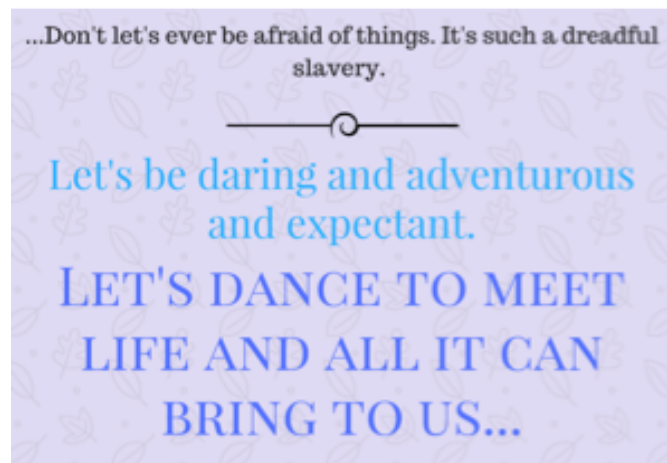 ...Don't let's ever be afraid of things. It's such a dreadful
slavery.
Let's be daring and adventurous
and expectant.
LET'S DANCE TO MEET
LIFE AND ALL IT CAN
BRING TO US...